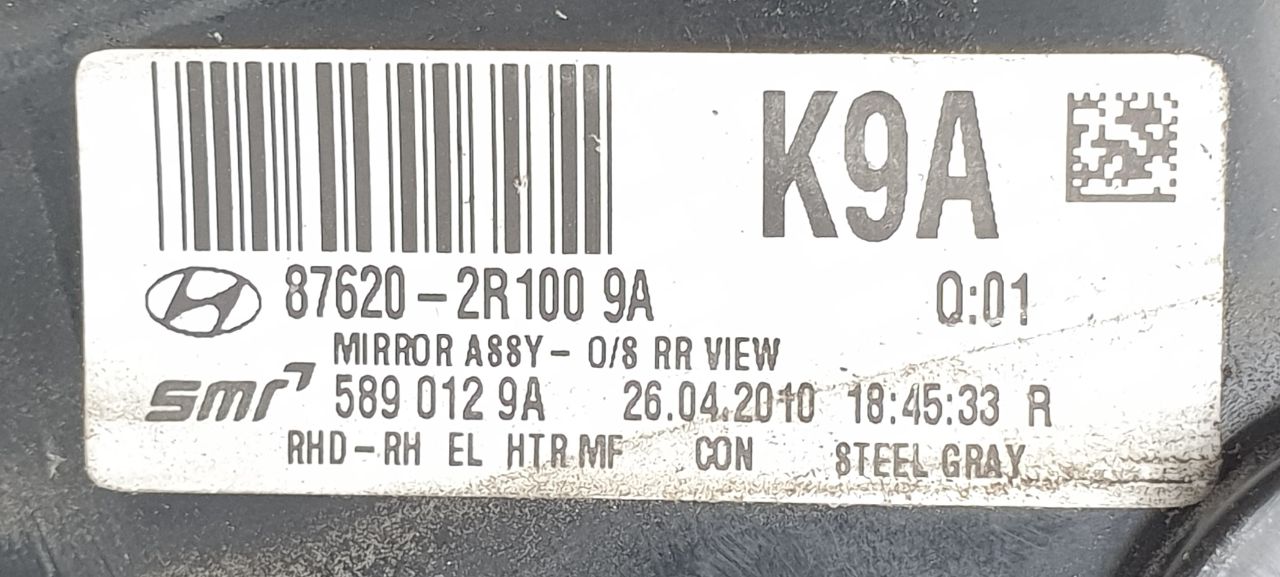 K9A
87620-2R100 9A Q:01
MIRROR ASSY- O/S RR VIEW
smr 589 012 9A 26.04.2010 18:45:33 R
RHD-RH EL HTR MF CON STEEL GRAY